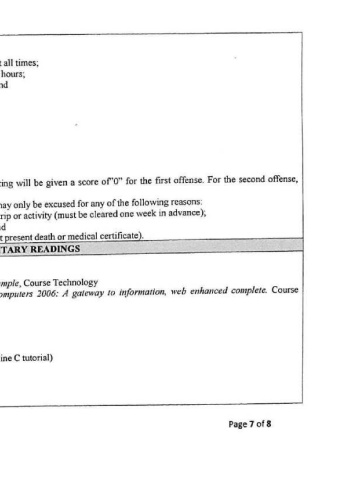 t all times;
hours;
nd
ting will be given a score of"0" for the first offense. For the second offense,
may only be excused for any of the following reasons:
rip or activity (must be cleared one week in advance);
d
t present death or medical certificate).
TARY READINGS
mple, Course Technology
omputers 2006: A gateway to information, web enhanced complete. Course
ine C tutorial)
Page 7 of 8